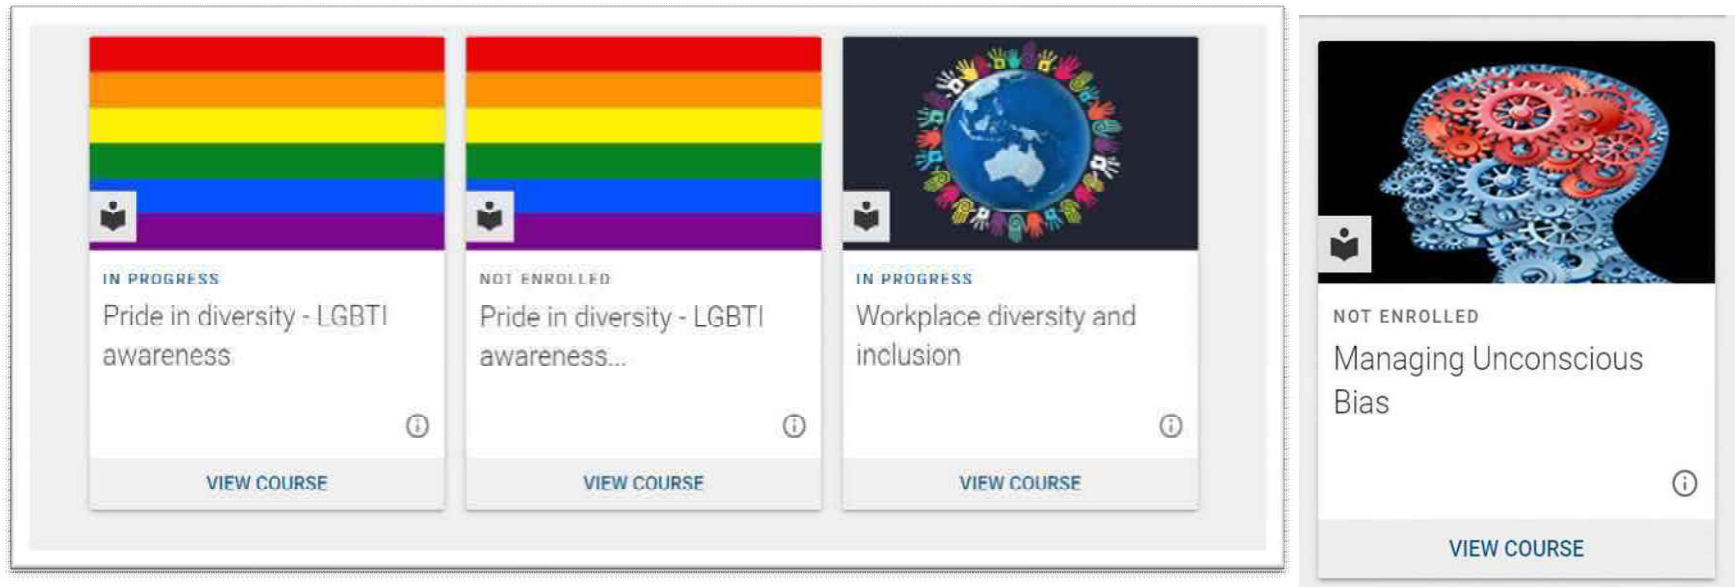 IN PROGRESS
Pride in diversity - LGBTI
awareness
VIEW COURSE
NOT ENROLLED
Pride in diversity - LGBTI
awareness...
VIEW COURSE
IN PROGRESS
Workplace diversity and
inclusion
VIEW COURSE
NOT ENROLLED
Managing Unconscious
Bias
VIEW COURSE